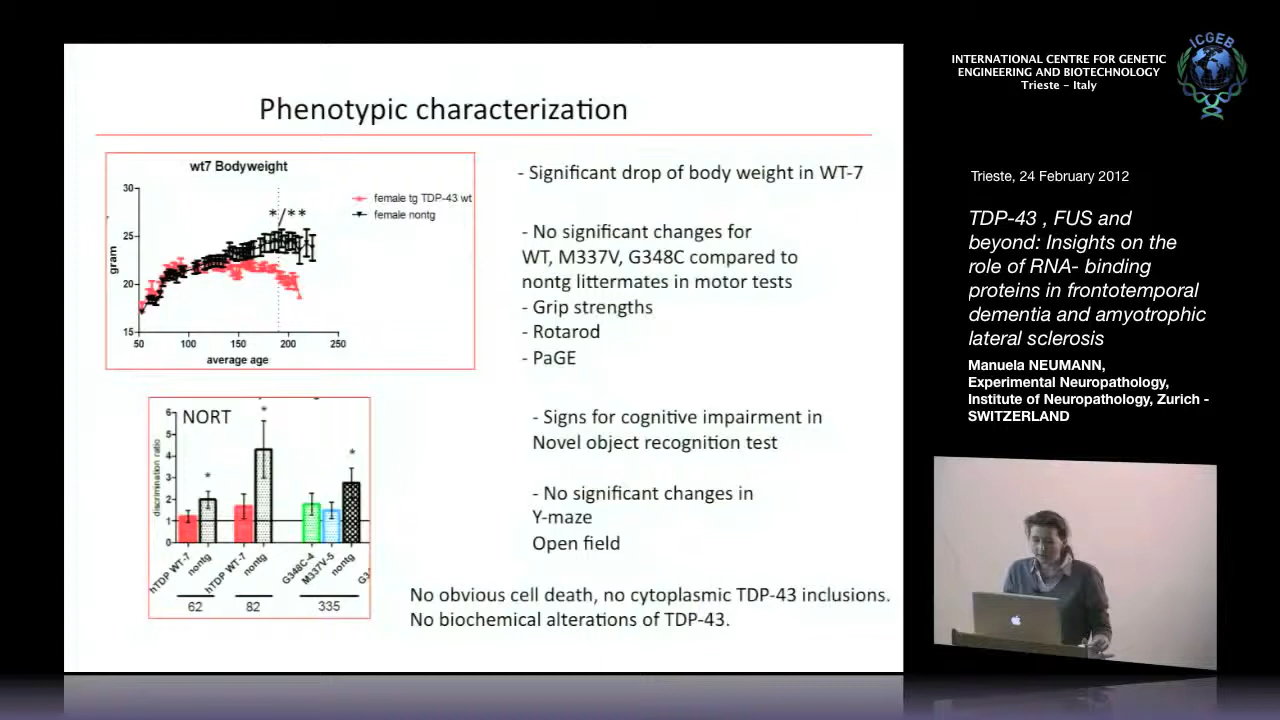 Phenotypic characterization
wt7 Bodyweight
30
25
20
15
gram
50
100
150
200
250
average age
*/**
female tg TDP-43 wt
female nontg
- Significant drop of body weight in WT-7
- No significant changes for
WT, M337V, G348C compared to
nontg littermates in motor tests
- Grip strengths
- Rotarod
- PaGE
NORT
discrimination ratio
6
5
4
3
2
1
0
*
*
*
hTDP WT-7
nontg
hTDP WT-7
nontg
G348C-4
M337V-5
nontg
G3
62
82
335
- Signs for cognitive impairment in
Novel object recognition test
- No significant changes in
Y-maze
Open field
No obvious cell death, no cytoplasmic TDP-43 inclusions.
No biochemical alterations of TDP-43.
INTERNATIONAL CENTRE FOR GENETIC
ENGINEERING AND BIOTECHNOLOGY
Trieste - Italy
ICGEB
Trieste, 24 February 2012
TDP-43 , FUS and
beyond: Insights on the
role of RNA- binding
proteins in frontotemporal
dementia and amyotrophic
lateral sclerosis
Manuela NEUMANN,
Experimental Neuropathology,
Institute of Neuropathology, Zurich -
SWITZERLAND